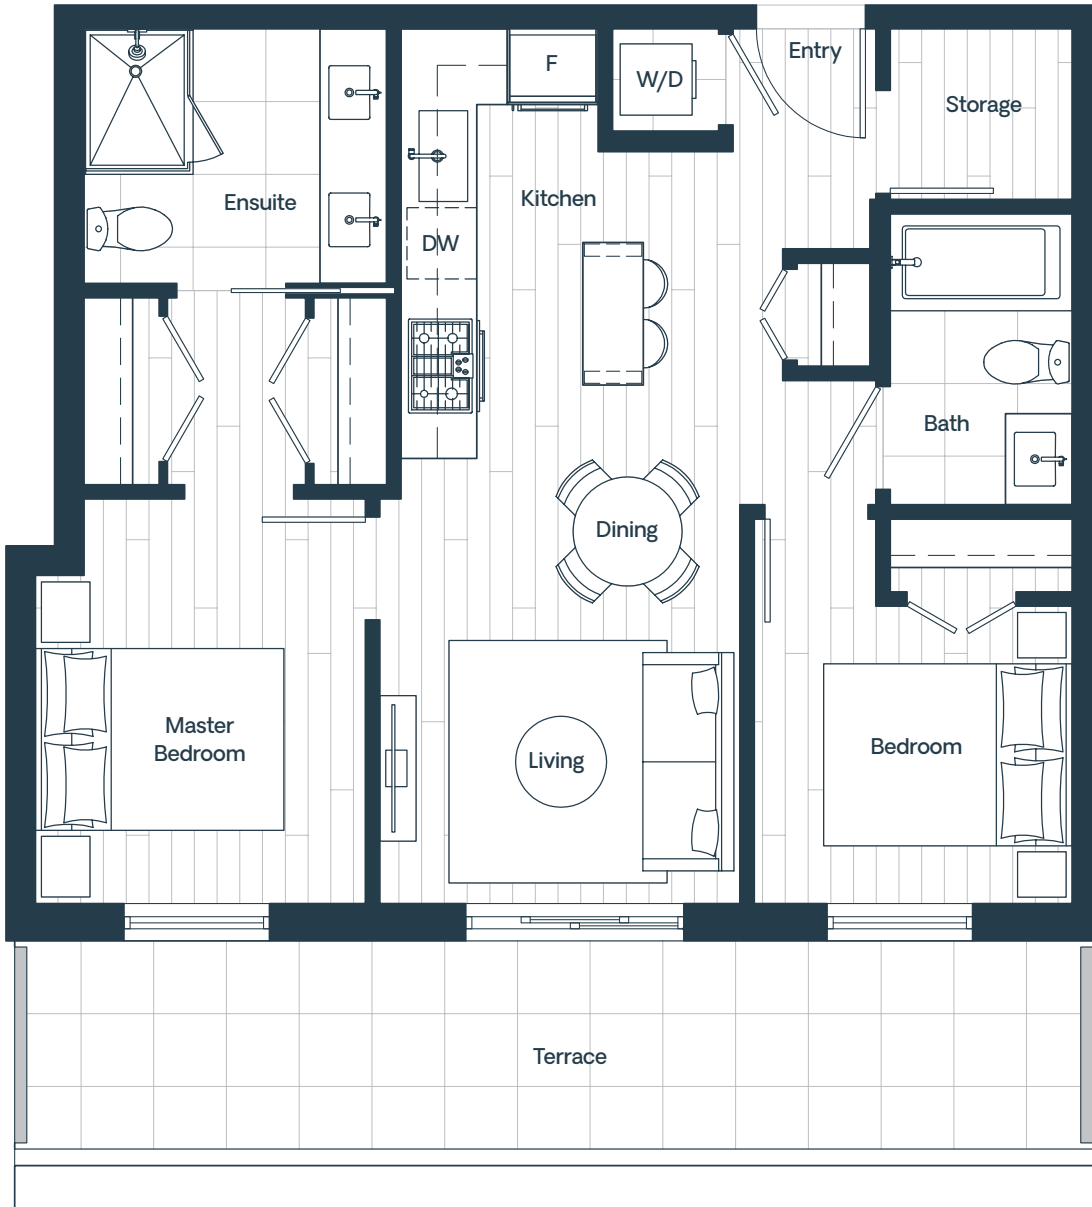 Entry
F
W/D
Storage
Ensuite
Kitchen
DW
Bath
Dining
Master
Bedroom
Living
Bedroom
Terrace